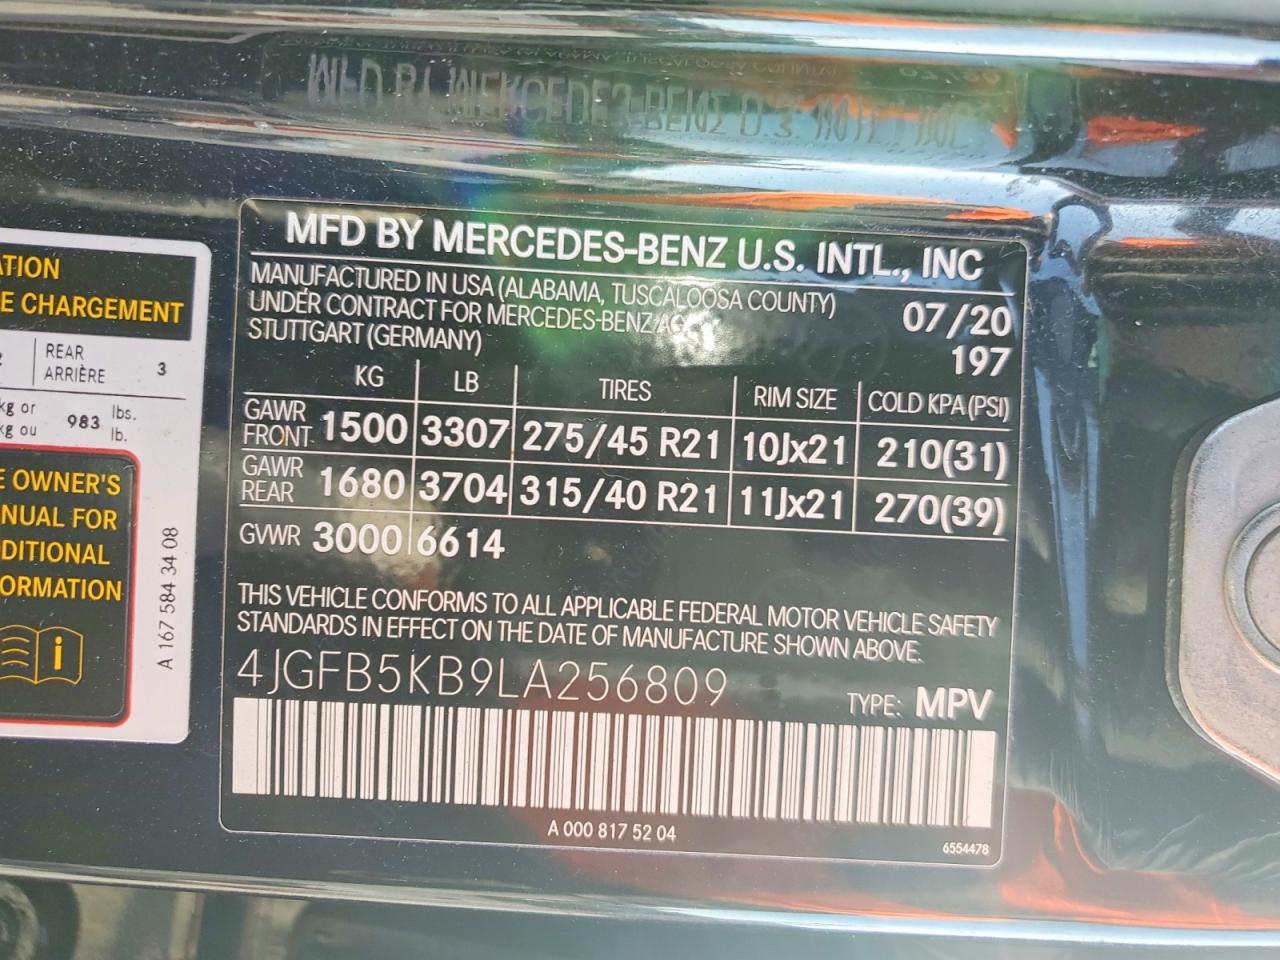 ATION
E CHARGEMENT
REAR
ARRIÈRE 3
kg or
kg ou 983 lbs.
lb.
E OWNER'S
NUAL FOR
DITIONAL
ORMATION
i
A 167 584 34 08
MFD BY MERCEDES-BENZ U.S. INTL., INC
MANUFACTURED IN USA (ALABAMA, TUSCALOOSA COUNTY) 07/20
UNDER CONTRACT FOR MERCEDES-BENZ AG
STUTTGART (GERMANY) 197
KG LB TIRES RIM SIZE COLD KPA (PSI)
GAWR
FRONT 1500 3307 275/45 R21 10Jx21 210(31)
GAWR
REAR 1680 3704 315/40 R21 11Jx21 270(39)
GVWR 3000 6614
THIS VEHICLE CONFORMS TO ALL APPLICABLE FEDERAL MOTOR VEHICLE SAFETY
STANDARDS IN EFFECT ON THE DATE OF MANUFACTURE SHOWN ABOVE.
4JGFB5KB9LA256809 TYPE: MPV
A 000 817 52 04
6554478